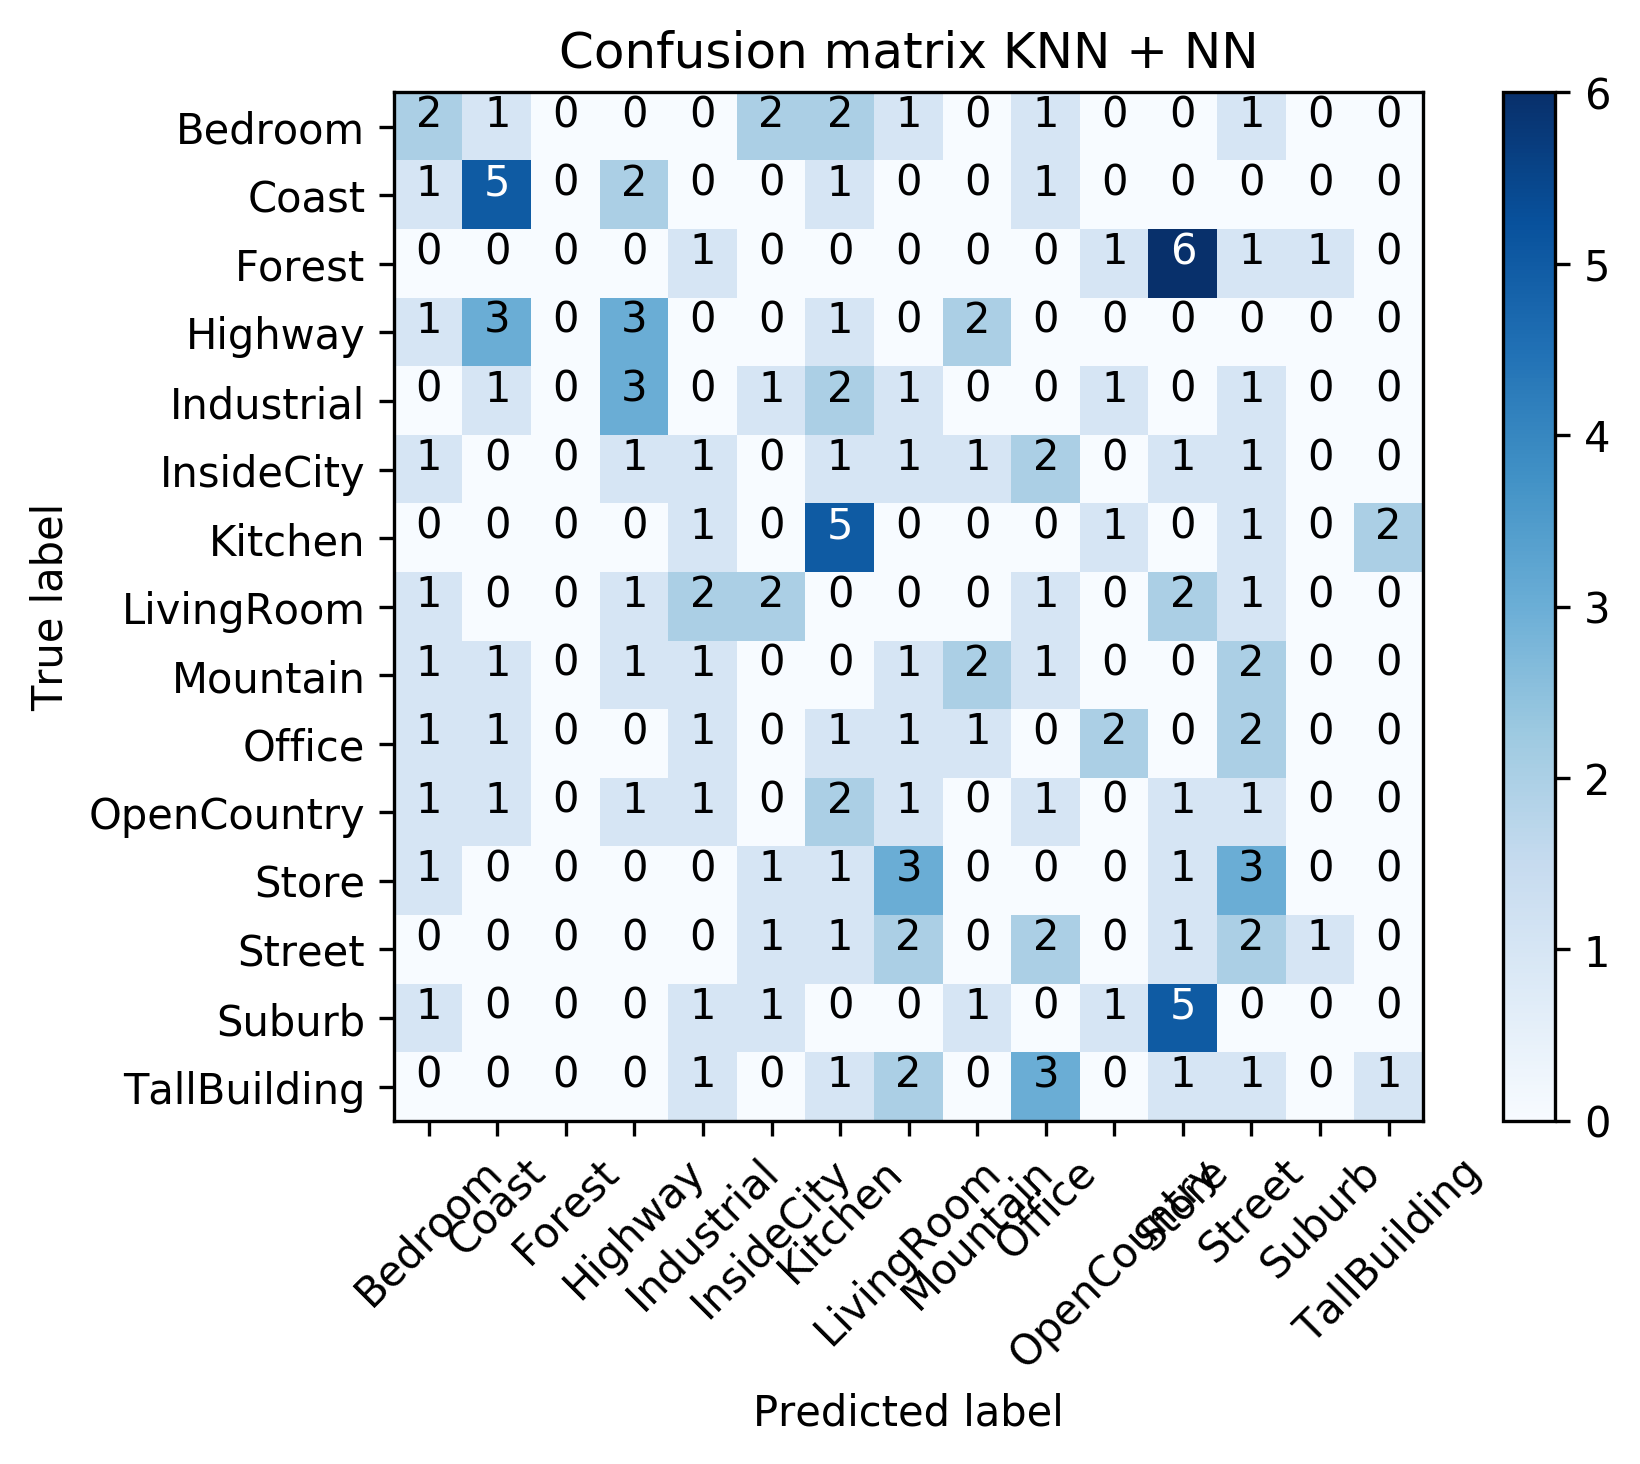 Confusion matrix KNN + NN
True label
Bedroom 2 1 0 0 0 2 2 1 0 1 0 0 1 0 0
Coast 1 5 0 2 0 0 1 0 0 1 0 0 0 0 0
Forest 0 0 0 0 1 0 0 0 0 0 1 6 1 1 0
Highway 1 3 0 3 0 0 1 0 2 0 0 0 0 0 0
Industrial 0 1 0 3 0 1 2 1 0 0 1 0 1 0 0
InsideCity 1 0 0 1 1 0 1 1 1 2 0 1 1 0 0
Kitchen 0 0 0 0 1 0 5 0 0 0 1 0 1 0 2
LivingRoom 1 0 0 1 2 2 0 0 0 1 0 2 1 0 0
Mountain 1 1 0 1 1 0 0 1 2 1 0 0 2 0 0
Office 1 1 0 0 1 0 1 1 1 0 2 0 2 0 0
OpenCountry 1 1 0 1 1 0 2 1 0 1 0 1 1 0 0
Store 1 0 0 0 0 1 1 3 0 0 0 1 3 0 0
Street 0 0 0 0 0 1 1 2 0 2 0 1 2 1 0
Suburb 1 0 0 0 1 1 0 0 1 0 1 5 0 0 0
TallBuilding 0 0 0 0 1 0 1 2 0 3 0 1 1 0 1
Bedroom
Coast
Forest
Highway
Industrial
InsideCity
Kitchen
LivingRoom
Mountain
Office
OpenCountry
Store
Street
Suburb
TallBuilding
Predicted label
6
5
4
3
2
1
0